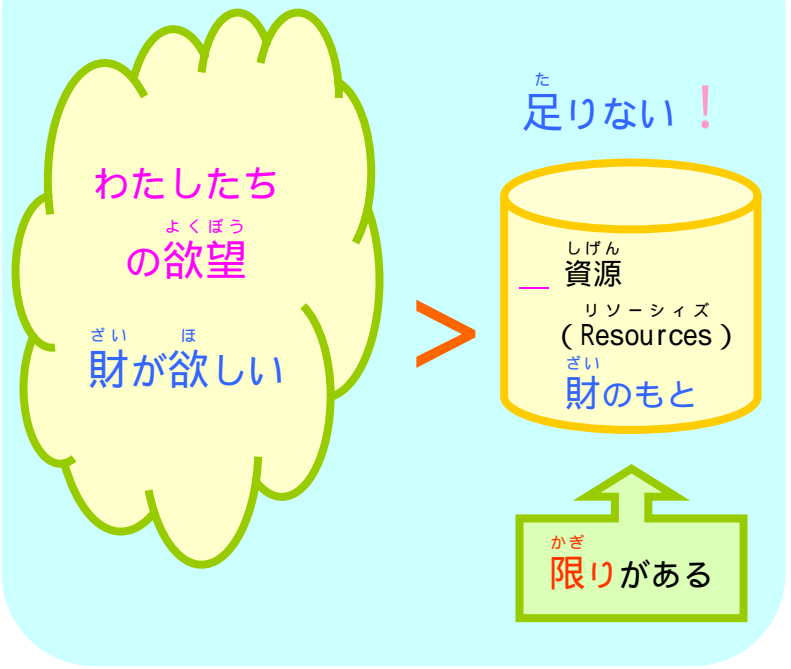 わたしたち
よくぼう
の欲望
ざい ほ
財が欲しい
>
た
足りない!
しげん
_ 資源
リソーシィズ
(Resources)
ざい
財のもと
かぎ
限りがある